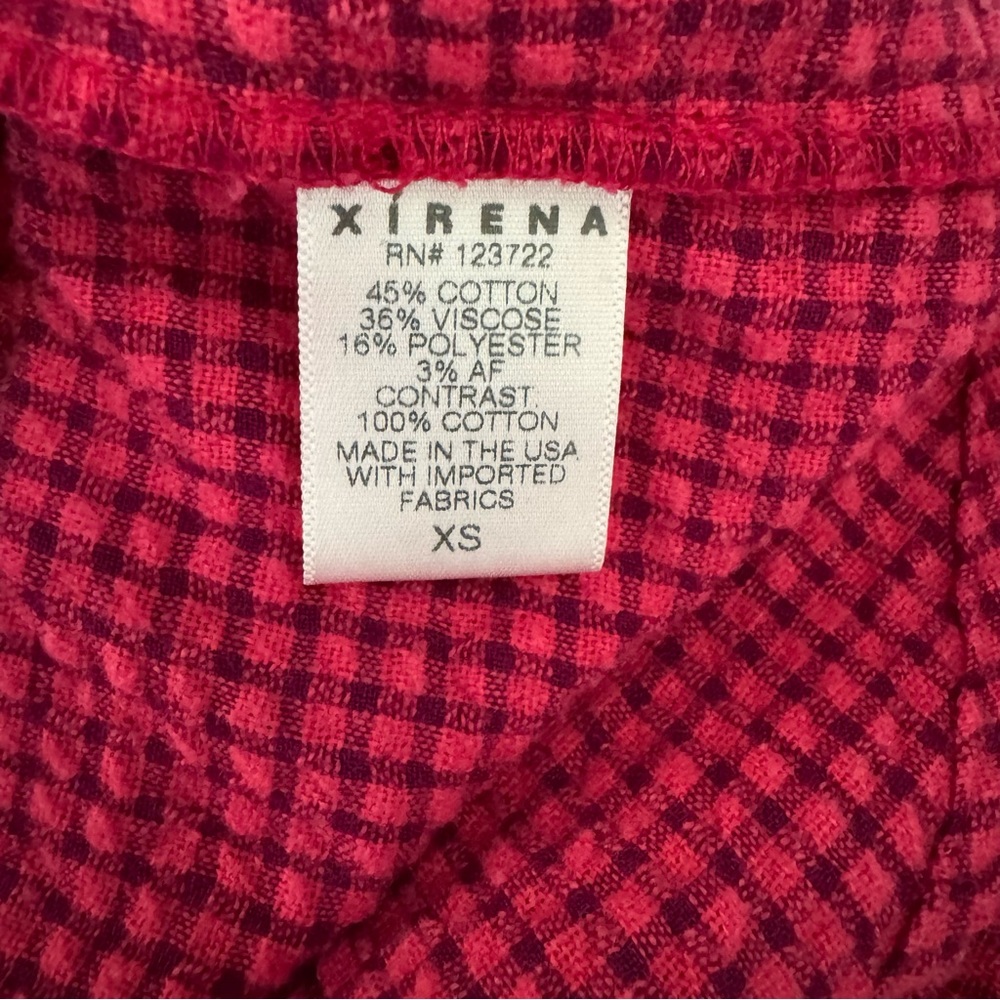 XíRENA
RN# 123722
45% COTTON
36% VISCOSE
16% POLYESTER
3% AF
CONTRAST
100% COTTON
MADE IN THE USA
WITH IMPORTED
FABRICS
XS